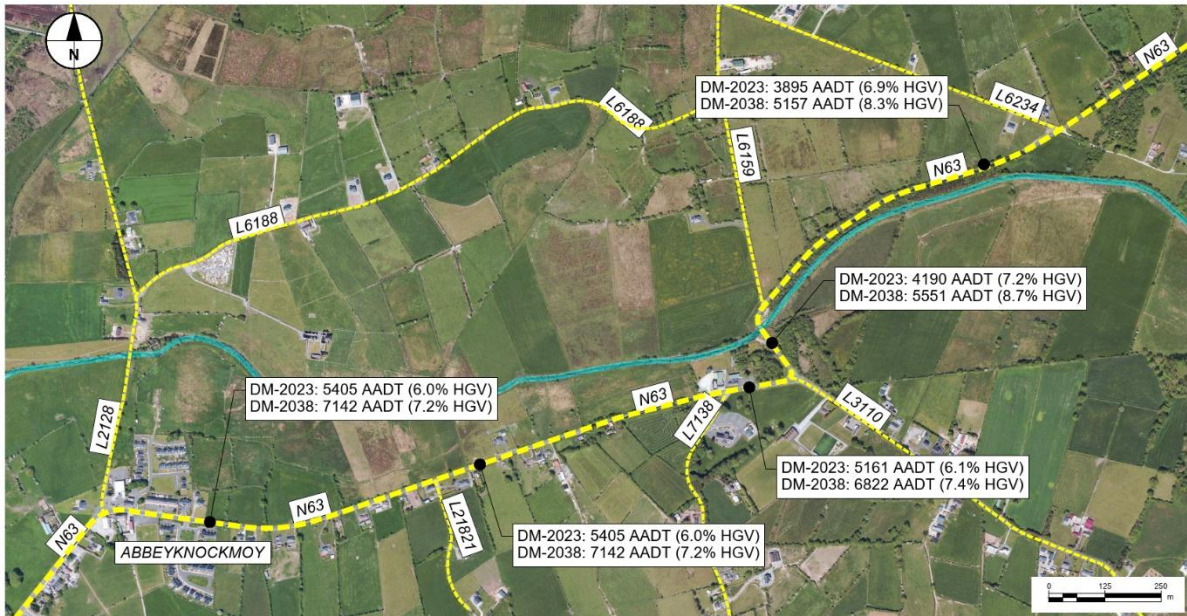 N
N63
DM-2023: 3895 AADT (6.9% HGV)
DM-2038: 5157 AADT (8.3% HGV)
L6234
L6188
L6159
N63
L6188
DM-2023: 4190 AADT (7.2% HGV)
DM-2038: 5551 AADT (8.7% HGV)
DM-2023: 5405 AADT (6.0% HGV)
DM-2038: 7142 AADT (7.2% HGV)
L2128
N63
L7138
L3110
DM-2023: 5161 AADT (6.1% HGV)
DM-2038: 6822 AADT (7.4% HGV)
N63
L21821
DM-2023: 5405 AADT (6.0% HGV)
DM-2038: 7142 AADT (7.2% HGV)
N63
ABBEYKNOCKMOY
0 125 250
m